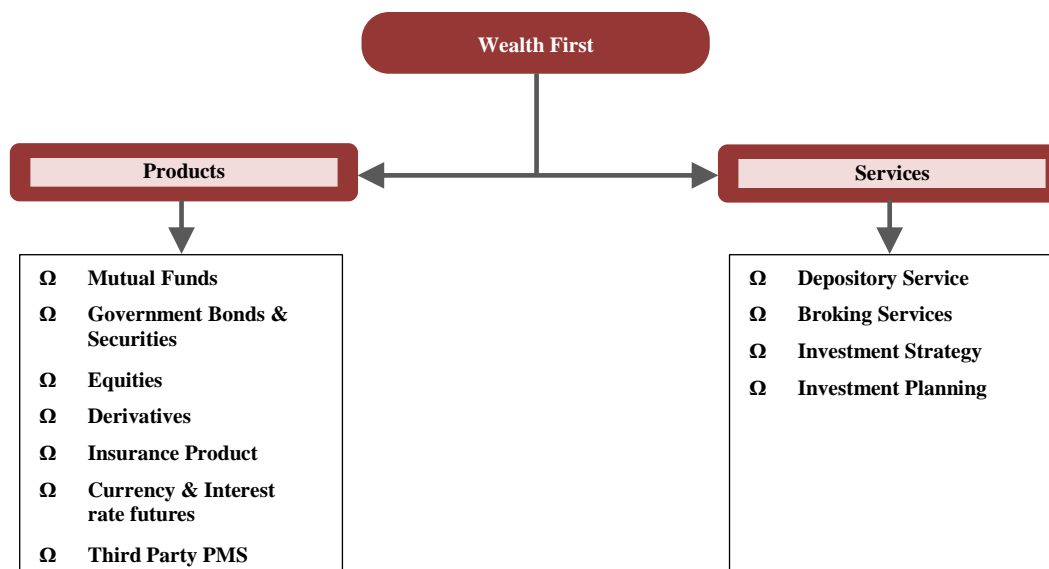 Wealth First
Products
Services
Ω Mutual Funds
Ω Government Bonds &
Securities
Ω Equities
Ω Derivatives
Ω Insurance Product
Ω Currency & Interest
rate futures
Ω Third Party PMS
Ω Depository Service
Ω Broking Services
Ω Investment Strategy
Ω Investment Planning